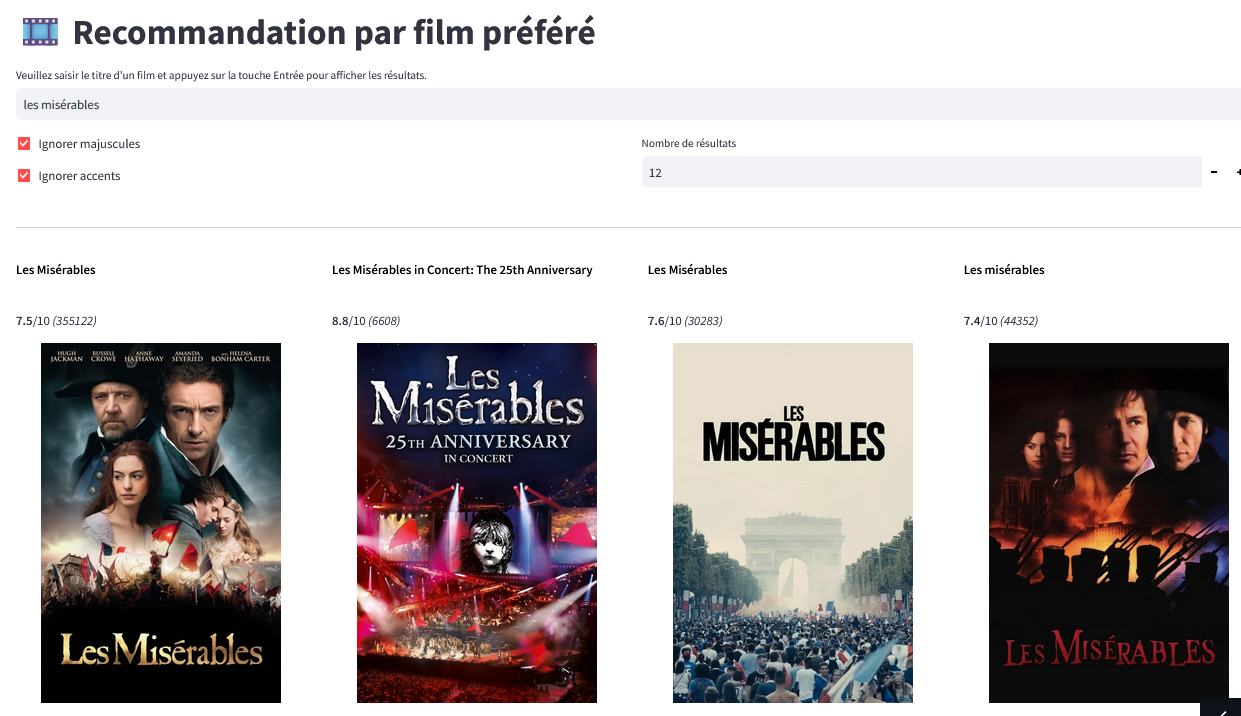 Recommandation par film préféré
Veuillez saisir le titre d'un film et appuyez sur la touche Entrée pour afficher les résultats.
les misérables
Ignorer majuscules
Ignorer accents
Nombre de résultats
12
Les Misérables
Les Misérables in Concert: The 25th Anniversary
Les Misérables
Les misérables
7.5/10 (355122)
8.8/10 (6608)
7.6/10 (30283)
7.4/10 (44352)
HUGH JACKMAN RUSSELL CROWE ANNE HATHAWAY AMANDA SEYFRIED AND HELENA BONHAM CARTER
Les Misérables
Les
Misérables
25TH ANNIVERSARY
IN CONCERT
LES
MISÉRABLES
LES MISÉRABLES